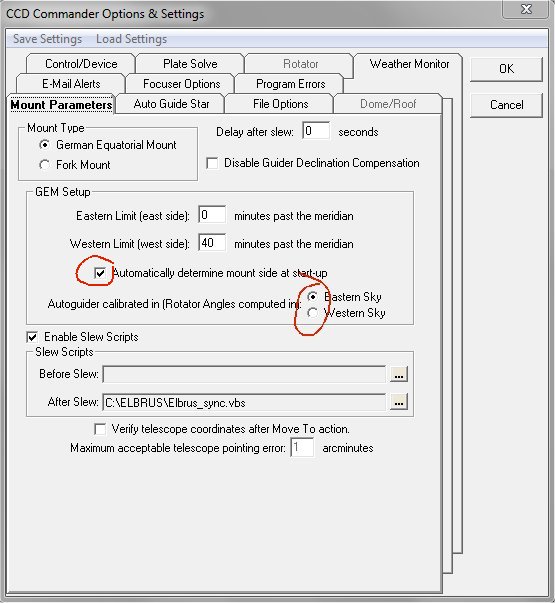 CCD Commander Options & Settings
Save Settings Load Settings
Control/Device Plate Solve Rotator Weather Monitor
E-Mail Alerts Focuser Options Program Errors
Mount Parameters Auto Guide Star File Options Dome/Roof
OK
Cancel
Mount Type
German Equatorial Mount
Fork Mount
Delay after slew: 0 seconds
Disable Guider Declination Compensation
GEM Setup
Eastern Limit (east side): 0 minutes past the meridian
Western Limit (west side): 40 minutes past the meridian
Automatically determine mount side at start-up
Autoguider calibrated in (Rotator Angles computed in):
Eastern Sky
Western Sky
Enable Slew Scripts
Slew Scripts
Before Slew: ...
After Slew: C:\ELBRUS\Elbrus_sync.vbs ...
Verify telescope coordinates after Move To action.
Maximum acceptable telescope pointing error: 1 arcminutes